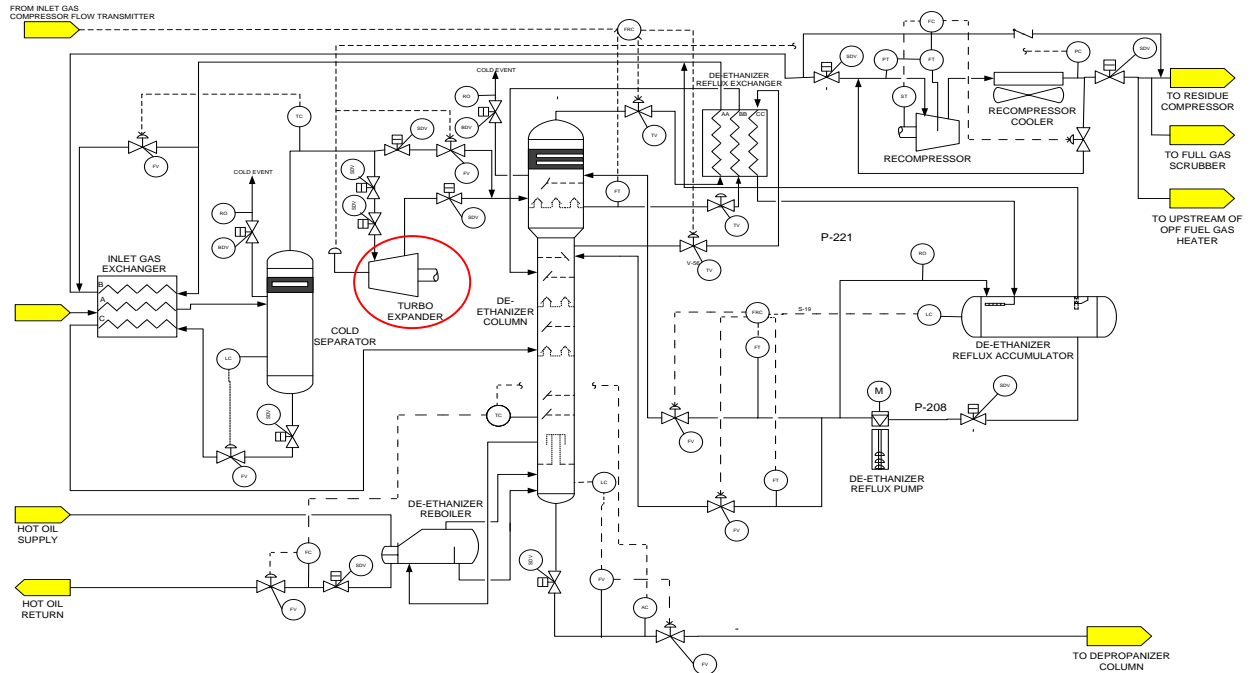 FROM INLET GAS
COMPRESSOR FLOW TRANSMITTER
FRC
FC
SDV
PT
FT
PC
SDV
ST
RECOMPRESSOR
RECOMPRESSOR
COOLER
TO RESIDUE
COMPRESSOR
TO FULL GAS
SCRUBBER
TO UPSTREAM OF
OPF FUEL GAS
HEATER
DE-ETHANIZER
REFLUX EXCHANGER
AA
BB
CC
COLD EVENT
RO
BDV
TC
FV
SDV
FV
SDV
SDV
SDV
TV
FT
TV
V-56
TV
COLD EVENT
RO
BDV
INLET GAS
EXCHANGER
B
A
C
COLD
SEPARATOR
LC
SDV
FV
TURBO
EXPANDER
DE-
ETHANIZER
COLUMN
P-221
RO
S-19
LC
DE-ETHANIZER
REFLUX ACCUMULATOR
FRC
FT
FV
M
P-208
SDV
DE-ETHANIZER
REFLUX PUMP
FT
FV
TC
LC
HOT OIL
SUPPLY
DE-ETHANIZER
REBOILER
FC
SDV
FV
HOT OIL
RETURN
SDV
FV
AC
FV
-
TO DEPROPANIZER
COLUMN